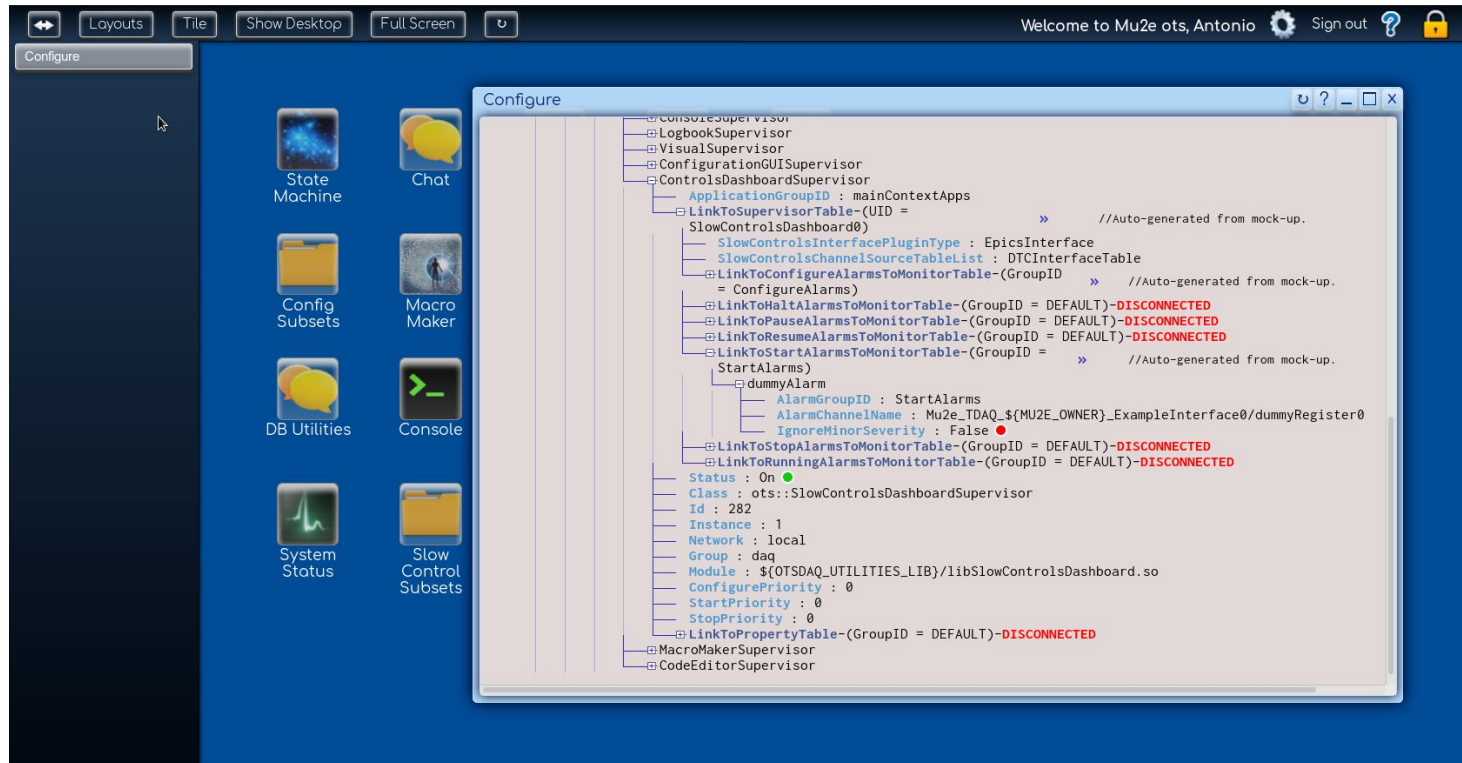 Layouts
Tile
Show Desktop
Full Screen
↻
Welcome to Mu2e ots, Antonio
Sign out
?
Configure
State
Machine
Chat
Config
Subsets
Macro
Maker
DB Utilities
Console
System
Status
Slow
Control
Subsets
Configure
↻ ? _ □ X
ConsoleSupervisor
LogbookSupervisor
VisualSupervisor
ConfigurationGUISupervisor
ControlsDashboardSupervisor
ApplicationGroupID : mainContextApps
LinkToSupervisorTable-(UID =
SlowControlsDashboard0)
» //Auto-generated from mock-up.
SlowControlsInterfacePluginType : EpicsInterface
SlowControlsChannelSourceTableList : DTCInterfaceTable
LinkToConfigureAlarmsToMonitorTable-(GroupID
= ConfigureAlarms)
» //Auto-generated from mock-up.
LinkToHaltAlarmsToMonitorTable-(GroupID = DEFAULT)-DISCONNECTED
LinkToPauseAlarmsToMonitorTable-(GroupID = DEFAULT)-DISCONNECTED
LinkToResumeAlarmsToMonitorTable-(GroupID = DEFAULT)-DISCONNECTED
LinkToStartAlarmsToMonitorTable-(GroupID =
StartAlarms)
» //Auto-generated from mock-up.
dummyAlarm
AlarmGroupID : StartAlarms
AlarmChannelName : Mu2e_TDAQ_${MU2E_OWNER}_ExampleInterface0/dummyRegister0
IgnoreMinorSeverity : False
LinkToStopAlarmsToMonitorTable-(GroupID = DEFAULT)-DISCONNECTED
LinkToRunningAlarmsToMonitorTable-(GroupID = DEFAULT)-DISCONNECTED
Status : On
Class : ots::SlowControlsDashboardSupervisor
Id : 282
Instance : 1
Network : local
Group : daq
Module : ${OTSDAQ_UTILITIES_LIB}/libSlowControlsDashboard.so
ConfigurePriority : 0
StartPriority : 0
StopPriority : 0
LinkToPropertyTable-(GroupID = DEFAULT)-DISCONNECTED
MacroMakerSupervisor
CodeEditorSupervisor